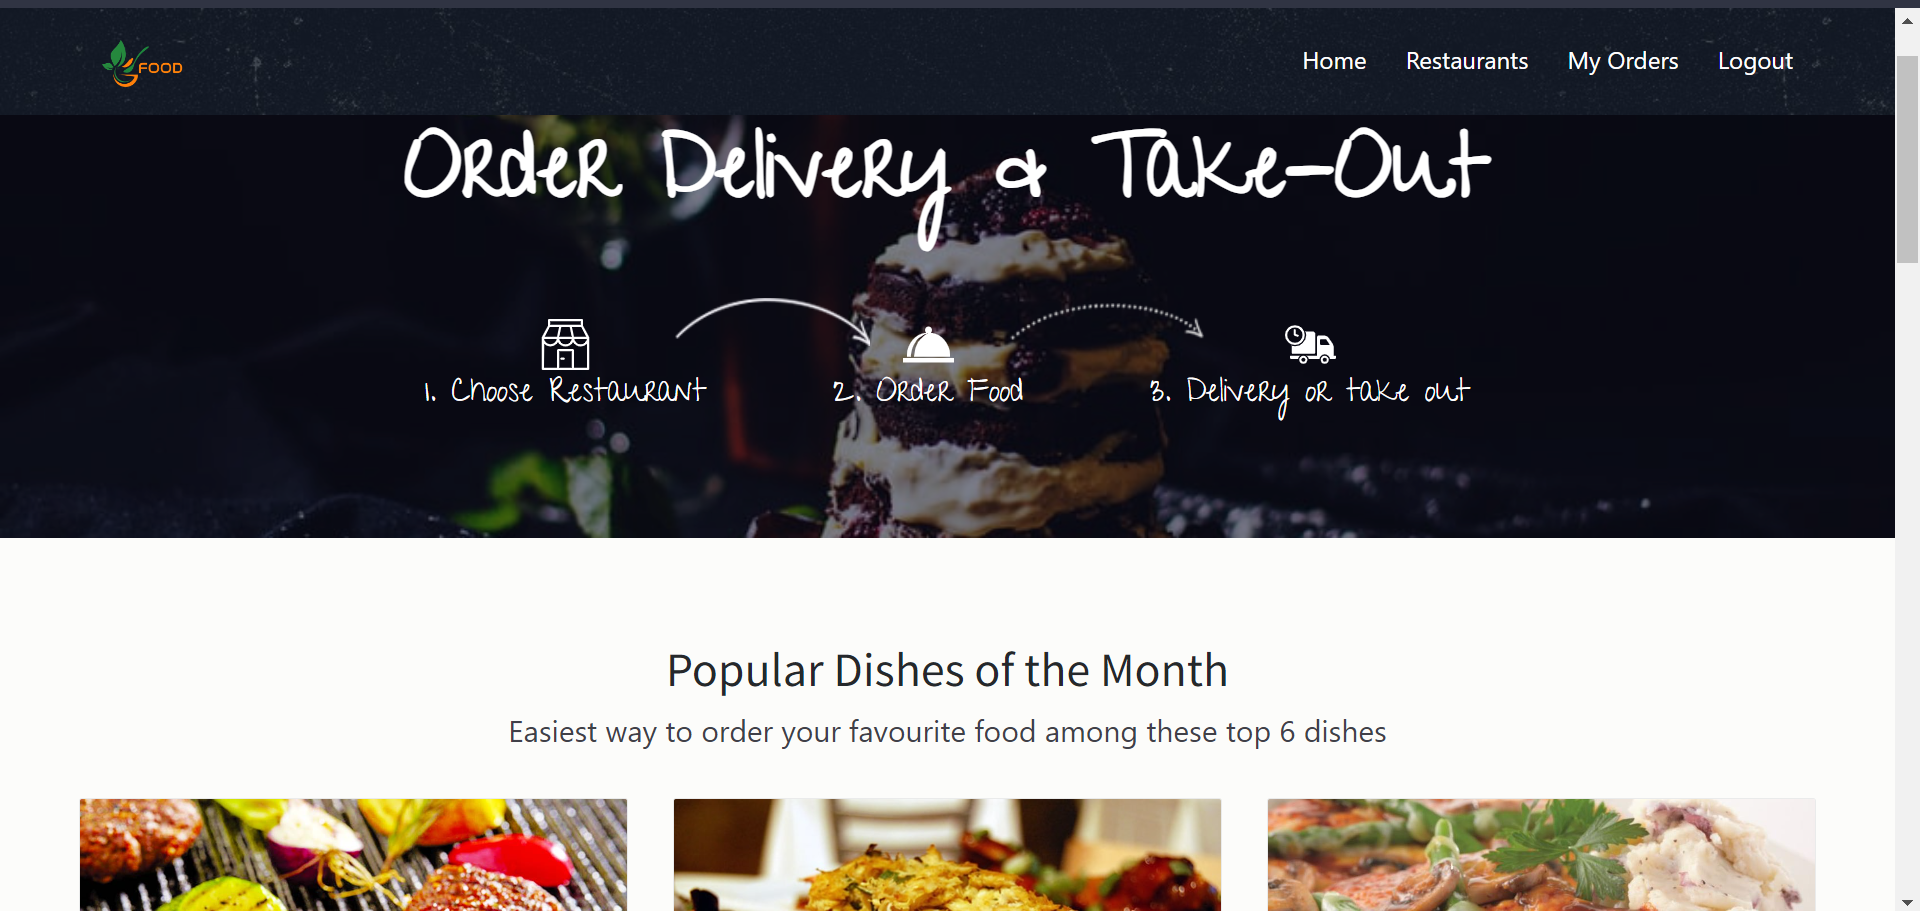 FOOD
Home Restaurants My Orders Logout
Order Delivery & Take-Out
1. Choose Restaurant
2. Order Food
3. Delivery or take out
Popular Dishes of the Month
Easiest way to order your favourite food among these top 6 dishes